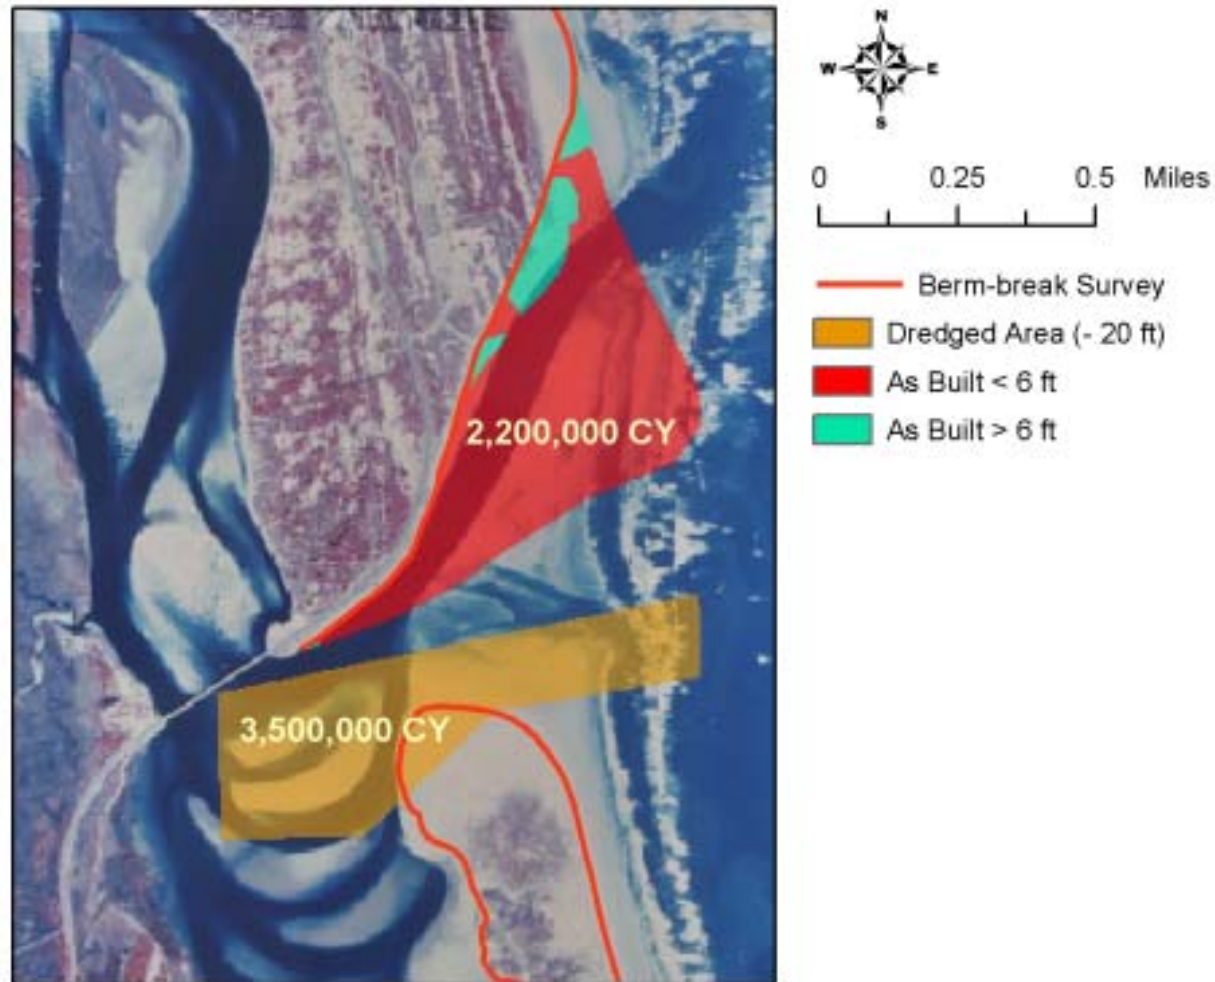 N
W E
S
0 0.25 0.5 Miles
Berm-break Survey
Dredged Area (- 20 ft)
As Built < 6 ft
As Built > 6 ft
2,200,000 CY
3,500,000 CY